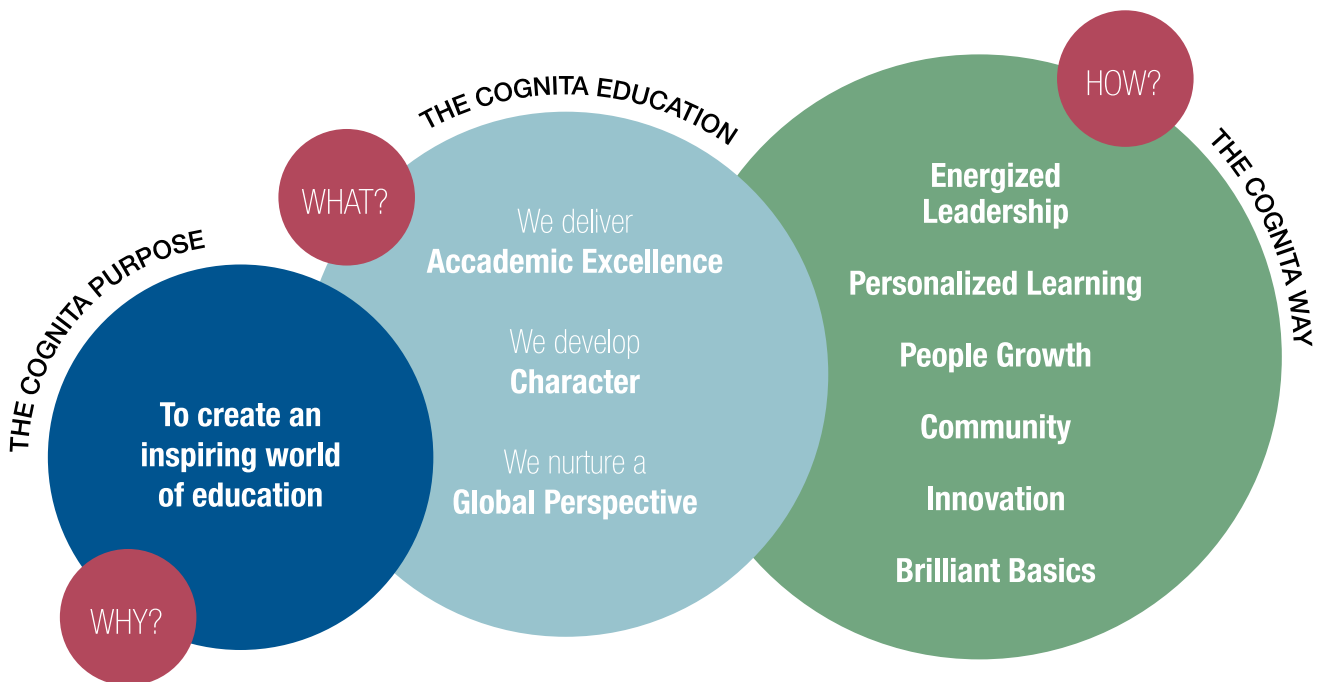 THE COGNITA PURPOSE
To create an
inspiring world
of education
WHY?
THE COGNITA EDUCATION
WHAT?
We deliver
Accademic Excellence
We develop
Character
We nurture a
Global Perspective
HOW?
THE COGNITA WAY
Energized
Leadership
Personalized Learning
People Growth
Community
Innovation
Brilliant Basics